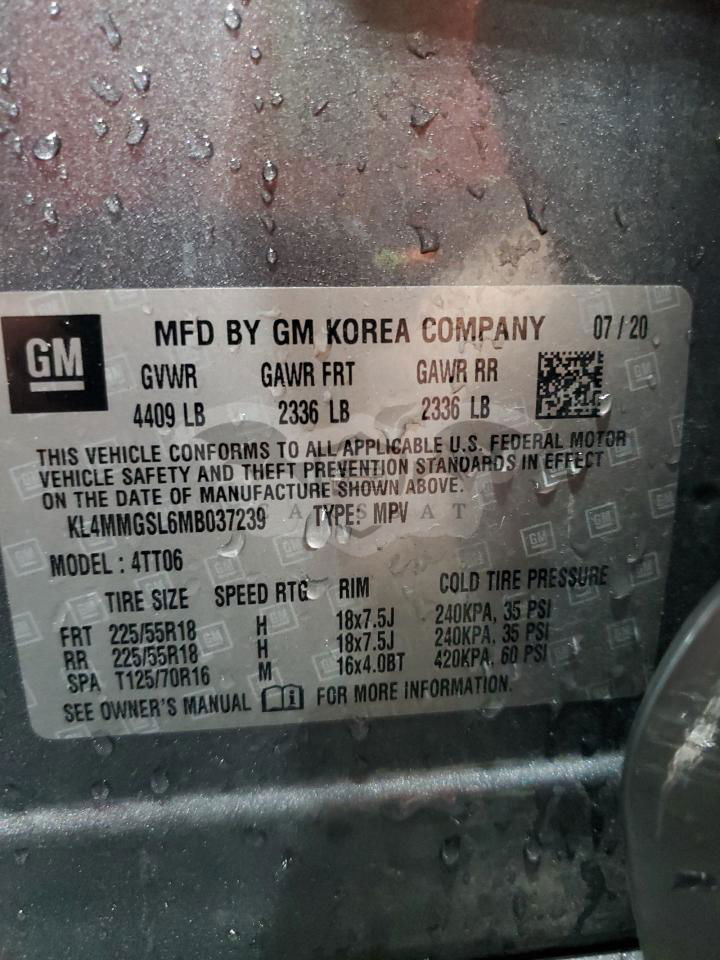 GM
MFD BY GM KOREA COMPANY 07/20
GVWR GAWR FRT GAWR RR
4409 LB 2336 LB 2336 LB
THIS VEHICLE CONFORMS TO ALL APPLICABLE U.S. FEDERAL MOTOR
VEHICLE SAFETY AND THEFT PREVENTION STANDARDS IN EFFECT
ON THE DATE OF MANUFACTURE SHOWN ABOVE.
KL4MMGSL6MB037239 TYPE: MPV
MODEL: 4TT06
TIRE SIZE SPEED RTG RIM COLD TIRE PRESSURE
FRT 225/55R18 H 18x7.5J 240KPA, 35 PSI
RR 225/55R18 H 18x7.5J 240KPA, 35 PSI
SPA T125/70R16 M 16x4.0BT 420KPA, 60 PSI
SEE OWNER'S MANUAL FOR MORE INFORMATION.